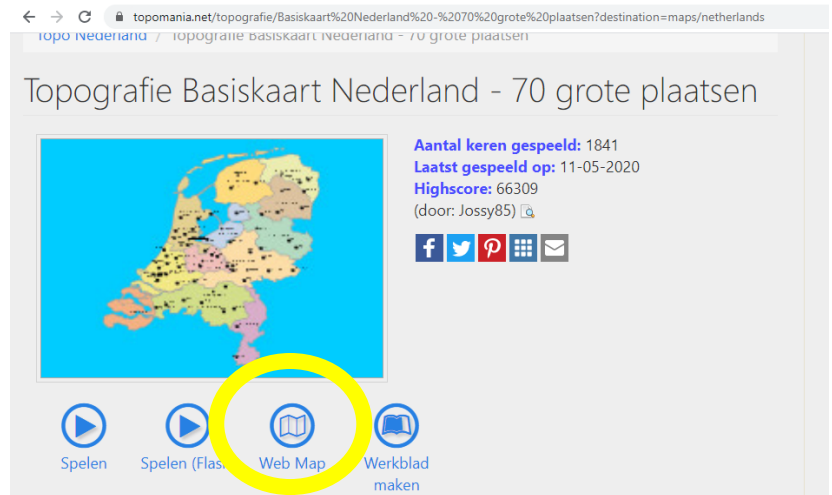 topomania.net/topografie/Basiskaart%20Nederland%20-%2070%20grote%20plaatsen?destination=maps/netherlands
Topo Nederland / Topografie Basiskaart Nederland - 70 grote plaatsen
Topografie Basiskaart Nederland - 70 grote plaatsen
Aantal keren gespeeld: 1841
Laatst gespeeld op: 11-05-2020
Highscore: 66309
(door: Jossy85)
Spelen
Spelen (Flas
Web Map
Werkblad
maken